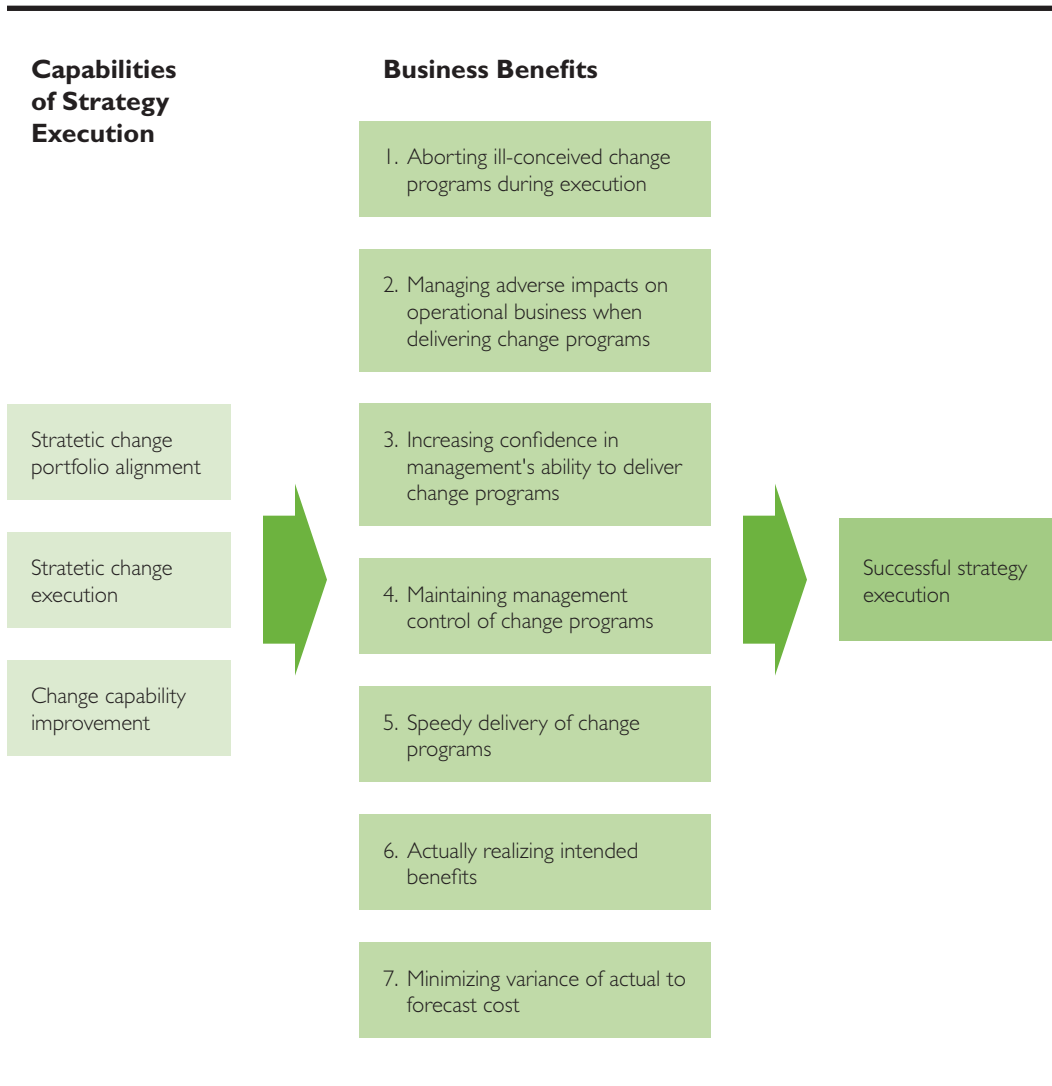 Capabilities
of Strategy
Execution
Business Benefits
1. Aborting ill-conceived change
programs during execution
2. Managing adverse impacts on
operational business when
delivering change programs
3. Increasing confidence in
management's ability to deliver
change programs
4. Maintaining management
control of change programs
5. Speedy delivery of change
programs
6. Actually realizing intended
benefits
7. Minimizing variance of actual to
forecast cost
Stratetic change
portfolio alignment
Stratetic change
execution
Change capability
improvement
Successful strategy
execution